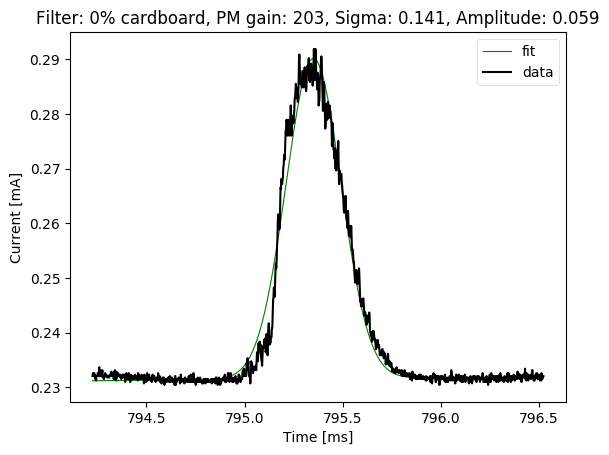 Filter: 0% cardboard, PM gain: 203, Sigma: 0.141, Amplitude: 0.059
fit
data
0.29
0.28
0.27
0.26
0.25
0.24
0.23
Current [mA]
794.5 795.0 795.5 796.0 796.5
Time [ms]